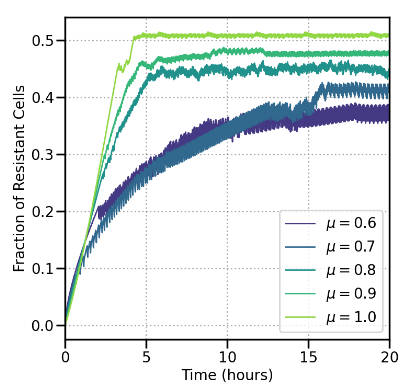 Fraction of Resistant Cells
0.5
0.4
0.3
0.2
0.1
0.0
μ = 0.6
μ = 0.7
μ = 0.8
μ = 0.9
μ = 1.0
0 5 10 15 20
Time (hours)